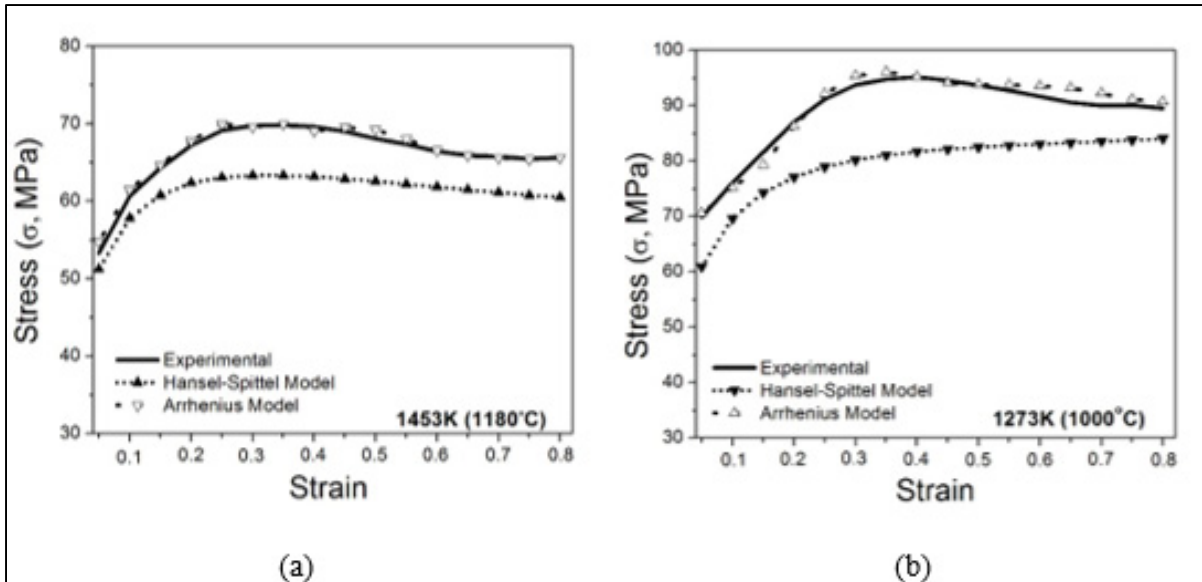 80
70
60
50
40
30
Stress (σ, MPa)
Experimental
Hansel-Spittel Model
Arrhenius Model
1453K (1180°C)
0.1 0.2 0.3 0.4 0.5 0.6 0.7 0.8
Strain
(a)
100
90
80
70
60
50
40
30
Stress (σ, MPa)
Experimental
Hansel-Spittel Model
Arrhenius Model
1273K (1000°C)
0.1 0.2 0.3 0.4 0.5 0.6 0.7 0.8
Strain
(b)